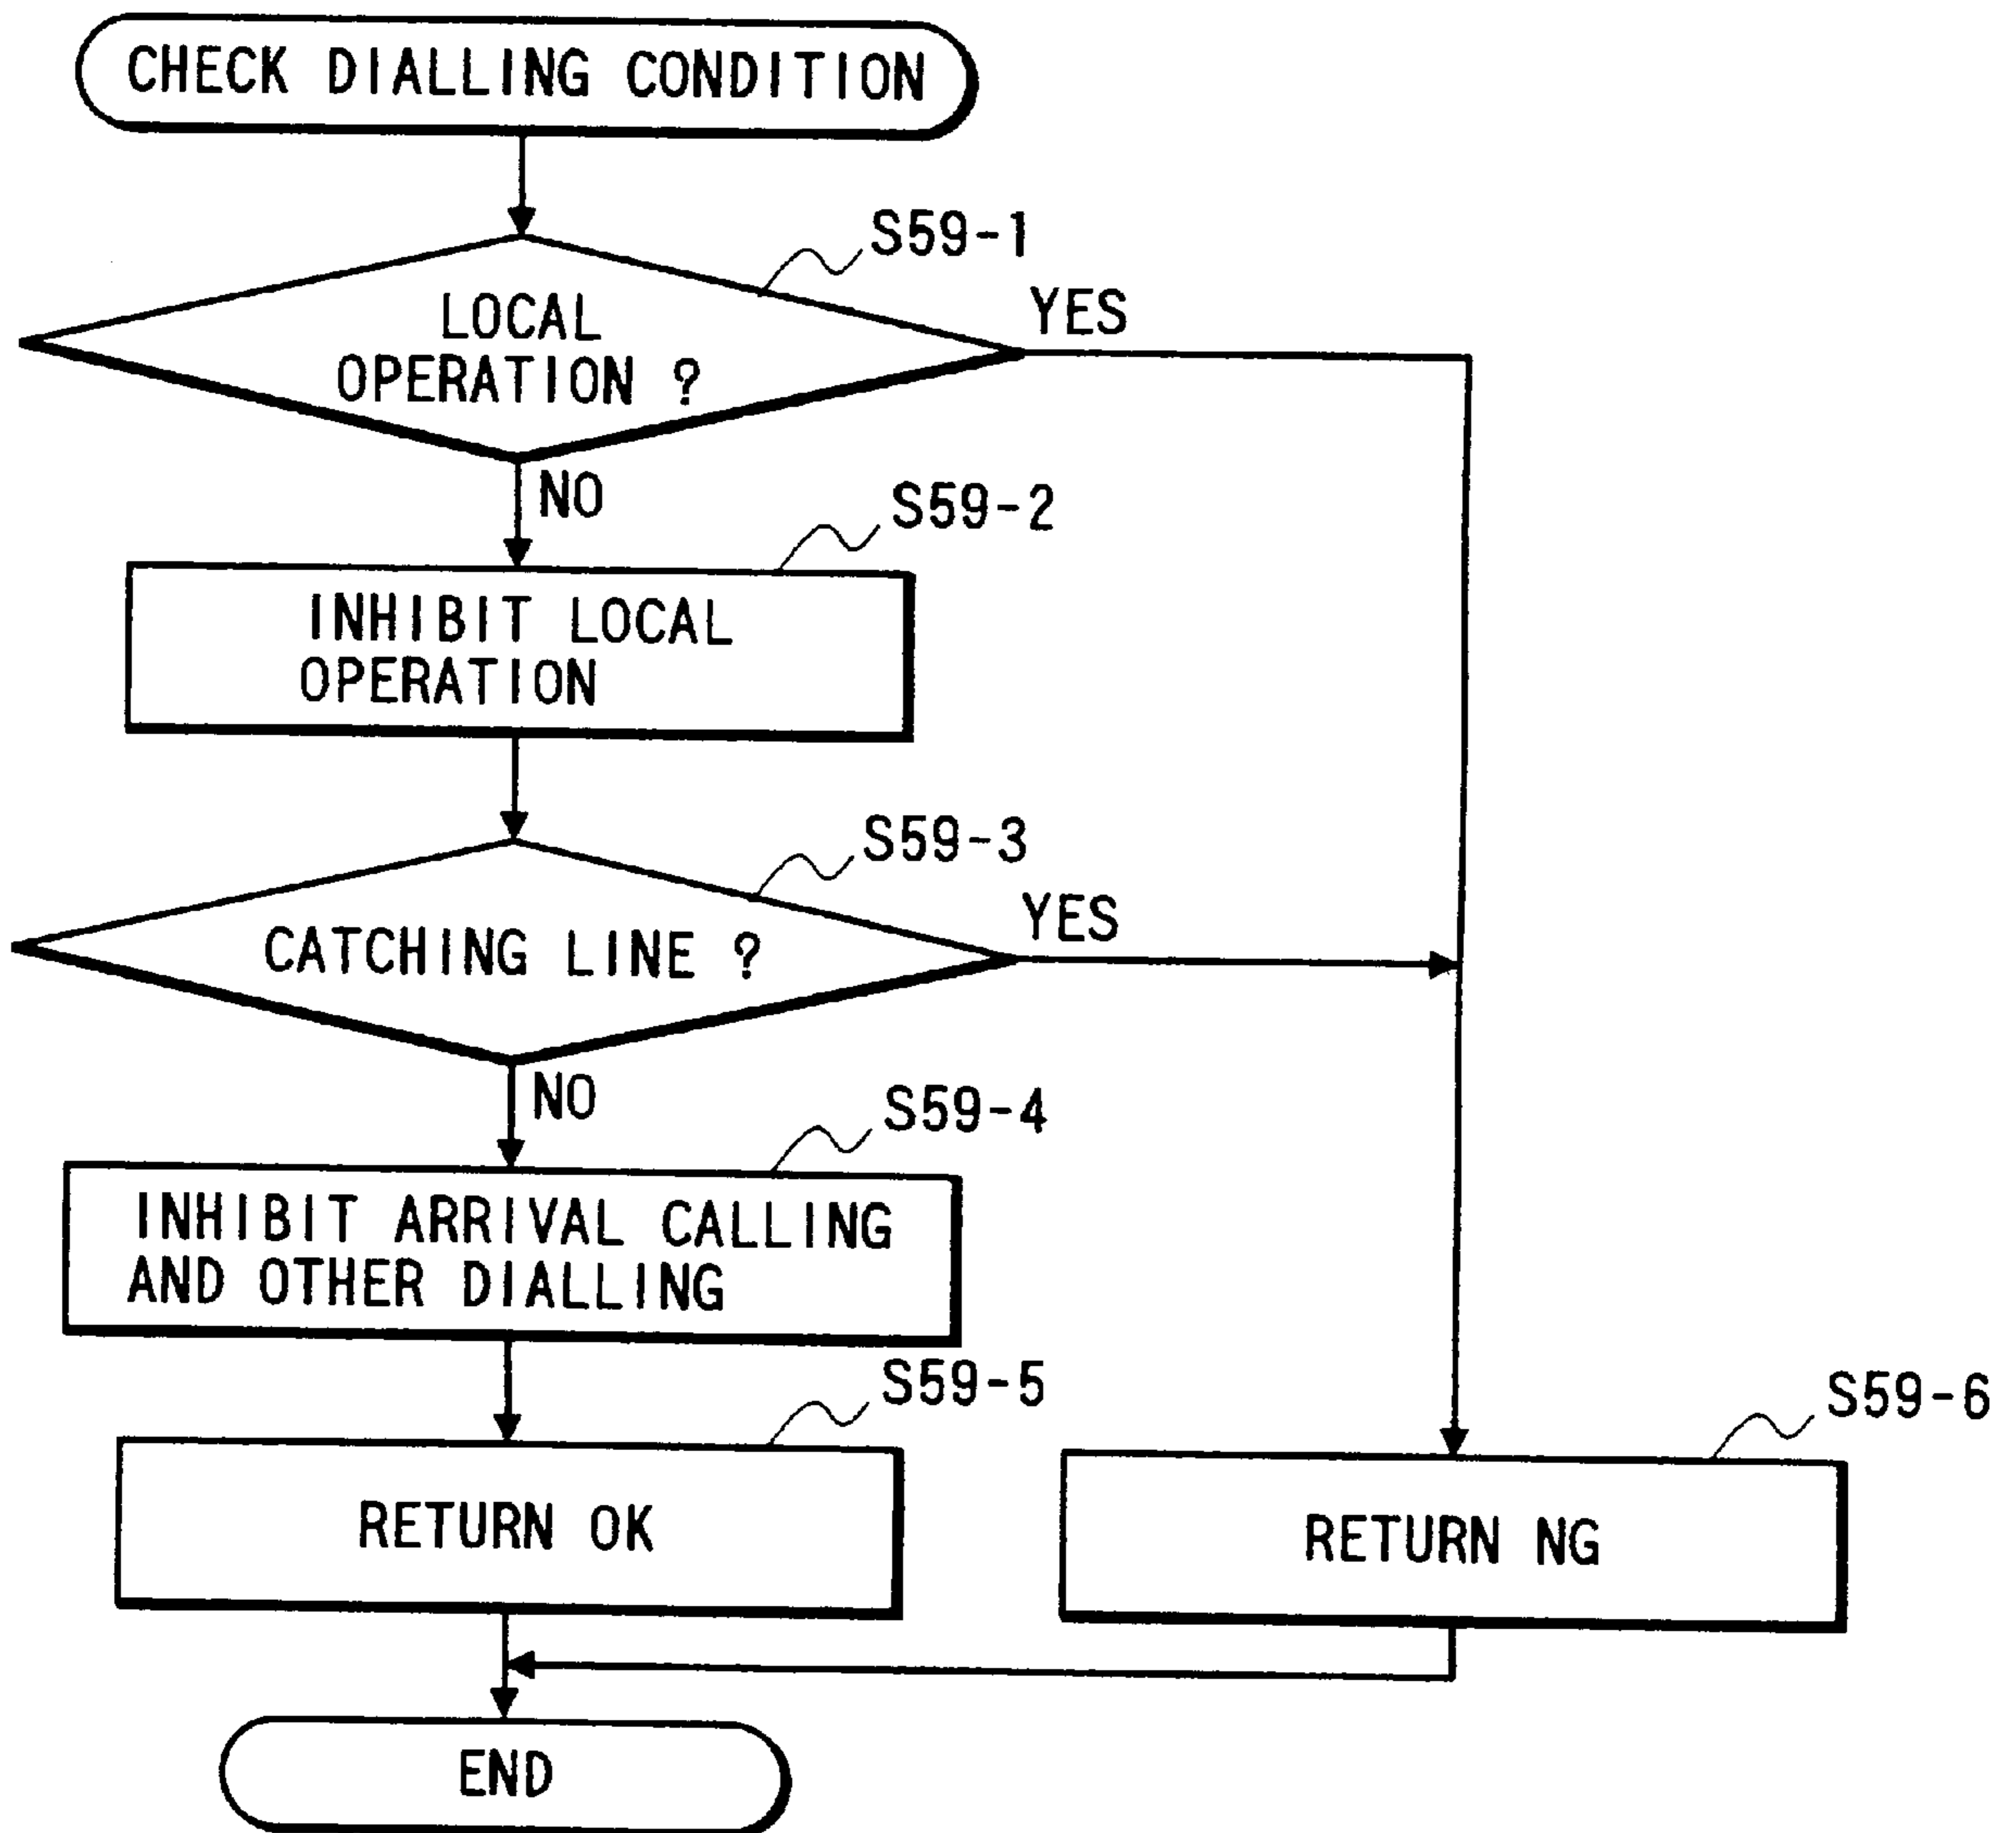 CHECK DIALLING CONDITION
S59-1
LOCAL
OPERATION ?
YES
NO
S59-2
INHIBIT LOCAL
OPERATION
S59-3
CATCHING LINE ?
YES
NO
S59-4
INHIBIT ARRIVAL CALLING
AND OTHER DIALLING
S59-5
RETURN OK
S59-6
RETURN NG
END